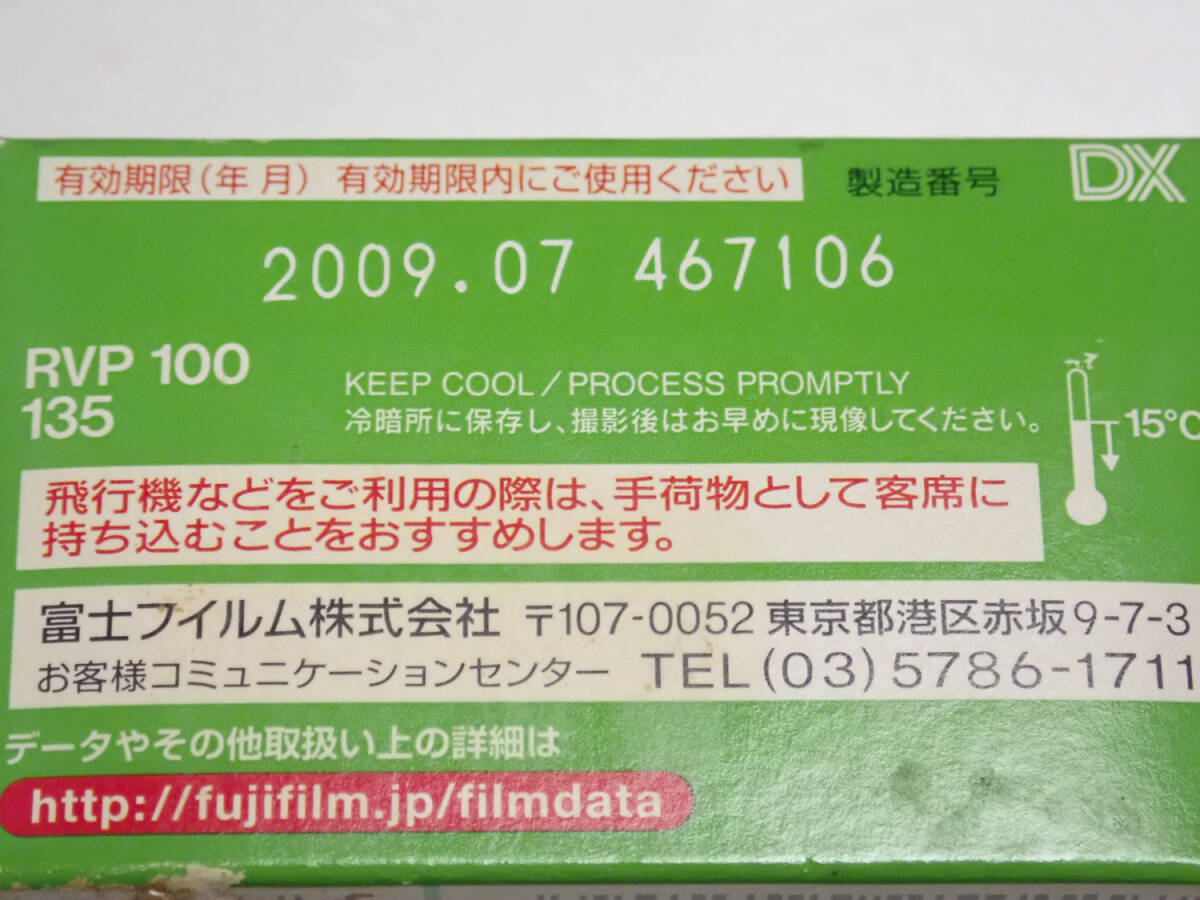 有効期限(年 月) 有効期限内にご使用ください
製造番号
DX
2009.07 467106
RVP 100
135
KEEP COOL/PROCESS PROMPTLY
冷暗所に保存し、撮影後はお早めに現像してください。
15°C
飛行機などをご利用の際は、手荷物として客席に
持ち込むことをおすすめします。
富士フイルム株式会社 〒107-0052 東京都港区赤坂9-7-3
お客様コミュニケーションセンター TEL(03)5786-1711
データやその他取扱い上の詳細は
http://fujifilm.jp/filmdata